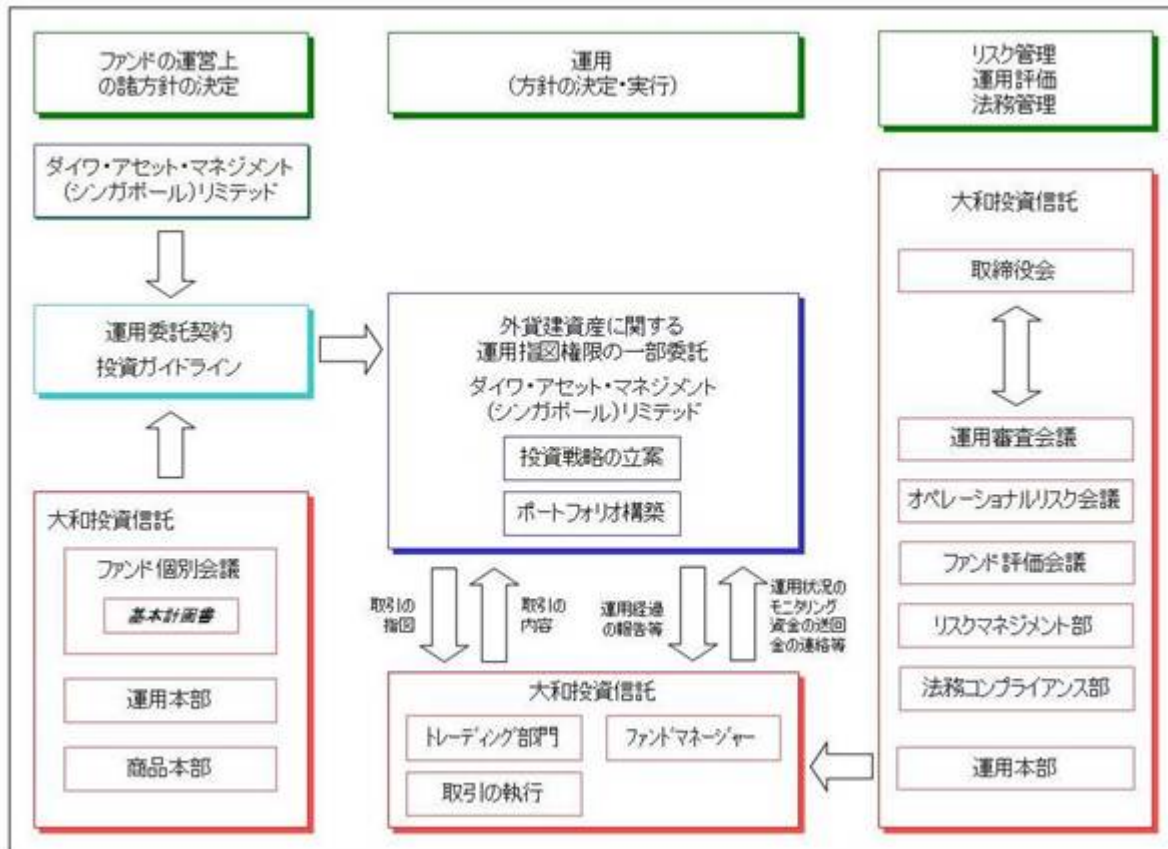 ファンドの運営上
の諸方針の決定
運用
(方針の決定・実行)
リスク管理
運用評価
法務管理
ダイワ・アセット・マネジメント
(シンガポール)リミテッド
運用委託契約
投資ガイドライン
大和投資信託
ファンド個別会議
基本計画書
運用本部
商品本部
外貨建資産に関する
運用指図権限の一部委託
ダイワ・アセット・マネジメント
(シンガポール)リミテッド
投資戦略の立案
ポートフォリオ構築
取引の
指図
取引の
内容
運用経過
の報告等
運用状況の
モニタリング
資金の送回
金の連絡等
大和投資信託
トレーディング部門
ファンドマネージャー
取引の執行
大和投資信託
取締役会
運用審査会議
オペレーショナルリスク会議
ファンド評価会議
リスクマネジメント部
法務コンプライアンス部
運用本部